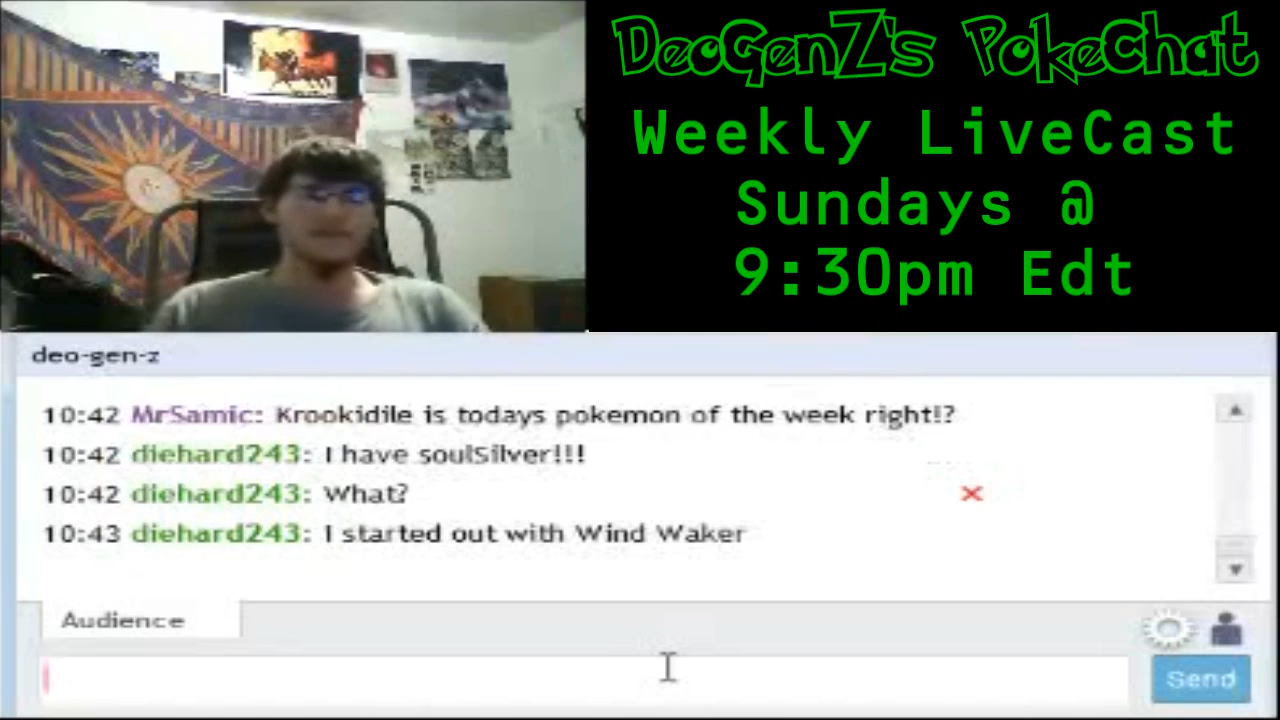 DeoGenZ's PokeChat
Weekly LiveCast
Sundays @
9:30pm Edt
deo-gen-z
10:42 MrSamic: Krookidile is todays pokemon of the week right!?
10:42 diehard243: I have soulSilver!!!
10:42 diehard243: What?
10:43 diehard243: I started out with Wind Waker
Audience
Send